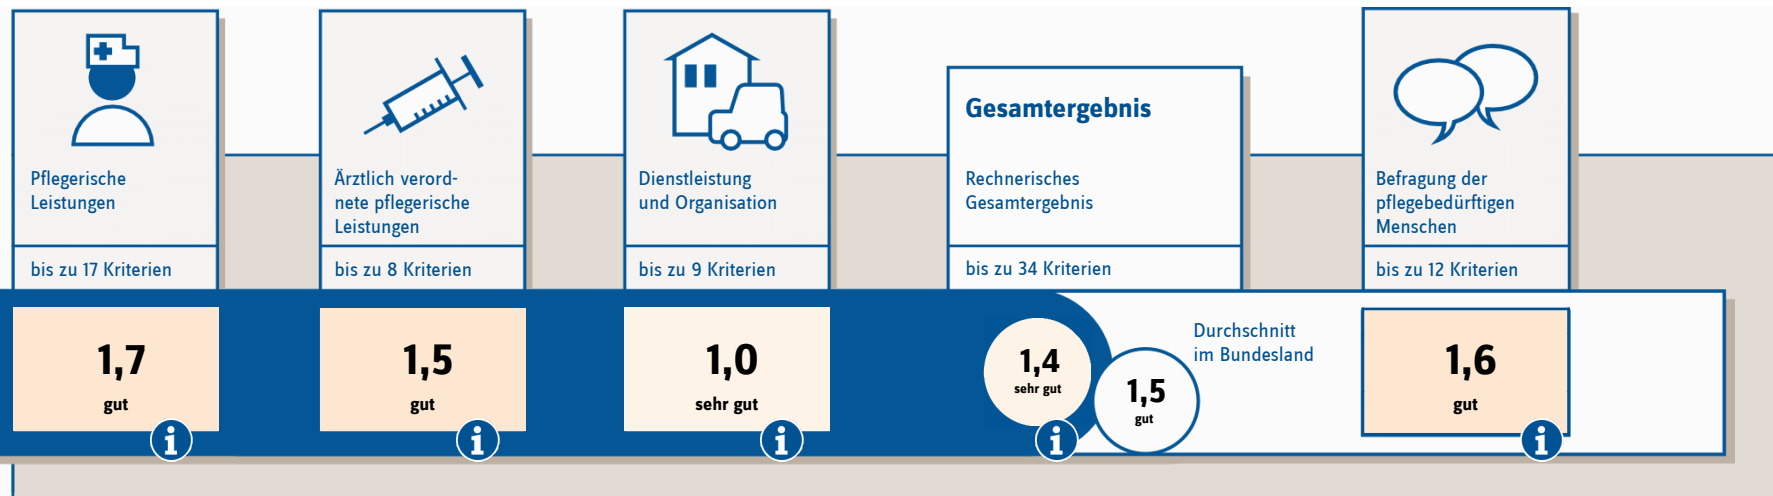 Pflegerische
Leistungen
bis zu 17 Kriterien
1,7
gut
i
Ärztlich verord-
nete pflegerische
Leistungen
bis zu 8 Kriterien
1,5
gut
i
Dienstleistung
und Organisation
bis zu 9 Kriterien
1,0
sehr gut
i
Gesamtergebnis
Rechnerisches
Gesamtergebnis
bis zu 34 Kriterien
1,4
sehr gut
i
Durchschnitt
im Bundesland
1,5
gut
Befragung der
pflegebedürftigen
Menschen
bis zu 12 Kriterien
1,6
gut
i